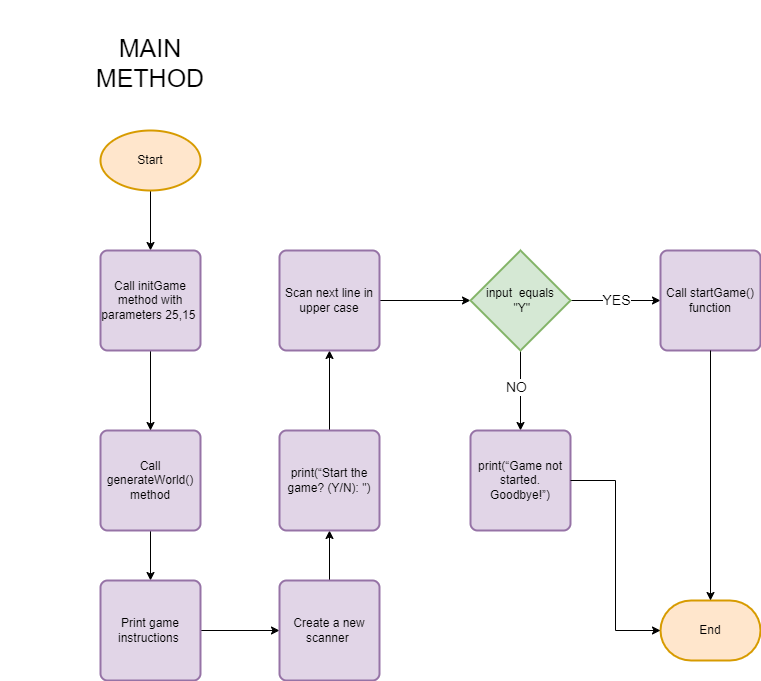 MAIN
METHOD
Start
Call initGame
method with
parameters 25,15
Call
generateWorld()
method
Print game
instructions
Create a new
scanner
print(“Start the
game? (Y/N): ")
Scan next line in
upper case
input  equals
"Y"
YES
Call startGame()
function
NO
print(“Game not
started.
Goodbye!”)
End